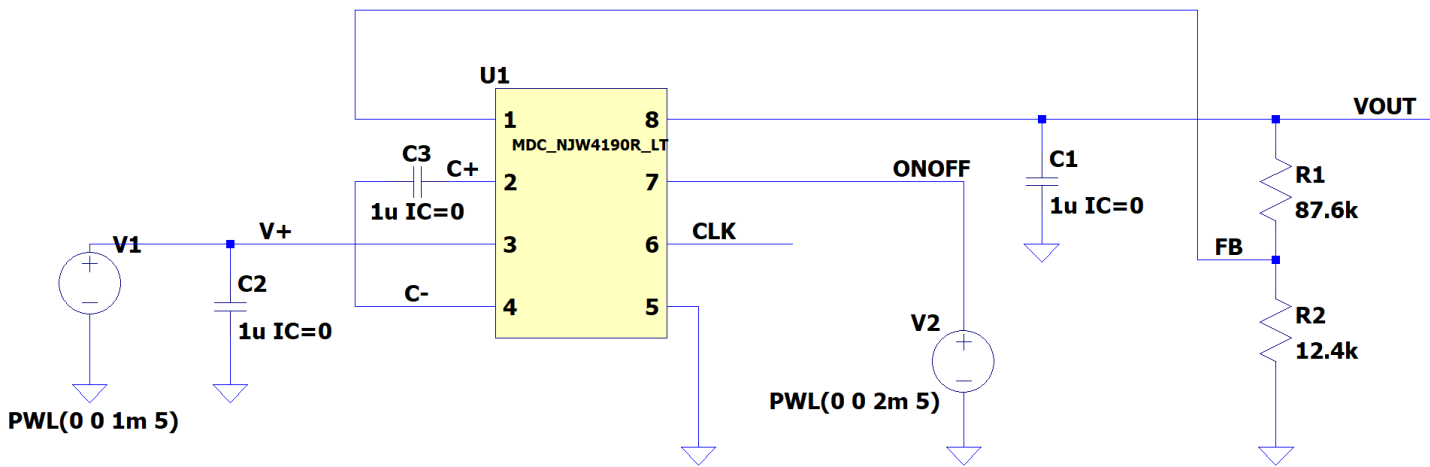 U1
1
8
VOUT
MDC_NJW4190R_LT
C3
C+
C1
ONOFF
R1
2
7
1u IC=0
1u IC=0
87.6k
V+
V1
3
6
CLK
FB
C2
C-
4
5
V2
R2
1u IC=0
12.4k
PWL(0 0 2m 5)
PWL(0 0 1m 5)